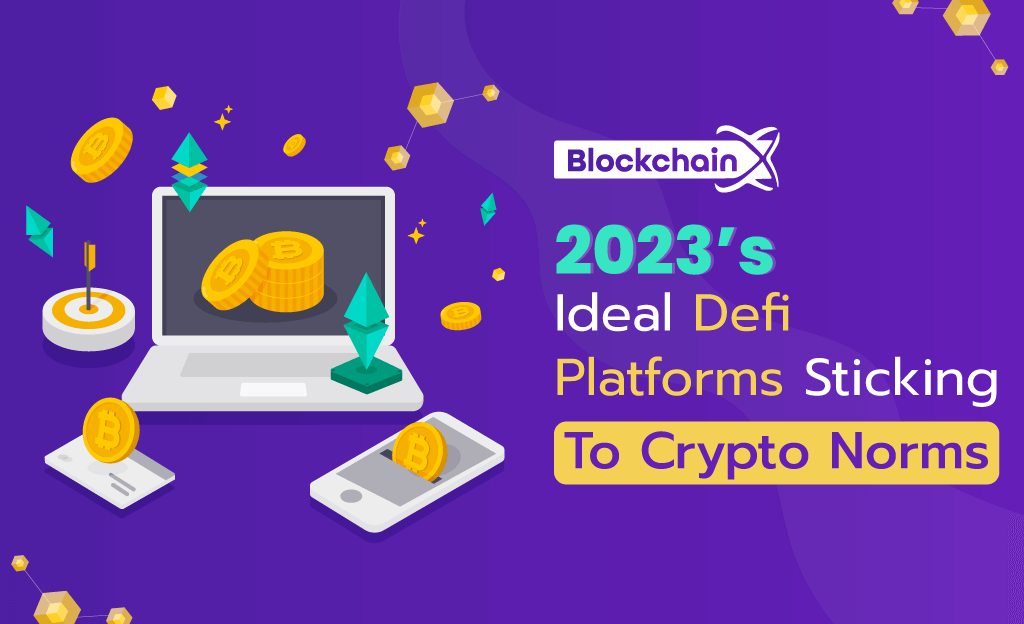 BlockchainX
2023's
Ideal Defi
Platforms Sticking
To Crypto Norms